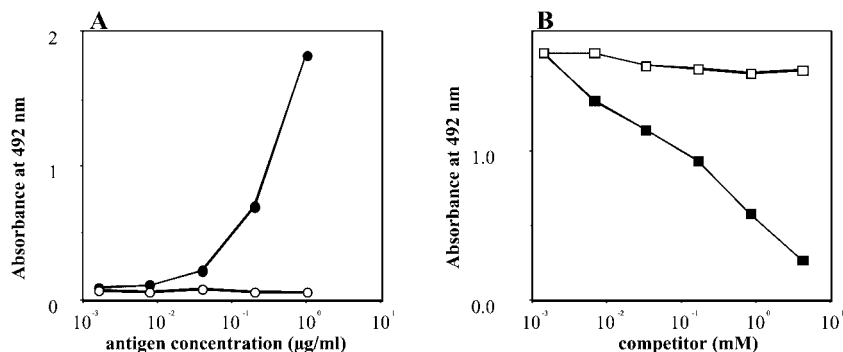 A
Absorbance at 492 nm
2
1
0
10⁻³ 10⁻² 10⁻¹ 10⁰ 10¹
antigen concentration (µg/ml)
B
Absorbance at 492 nm
1.0
0.0
10⁻³ 10⁻² 10⁻¹ 10⁰ 10¹
competitor (mM)